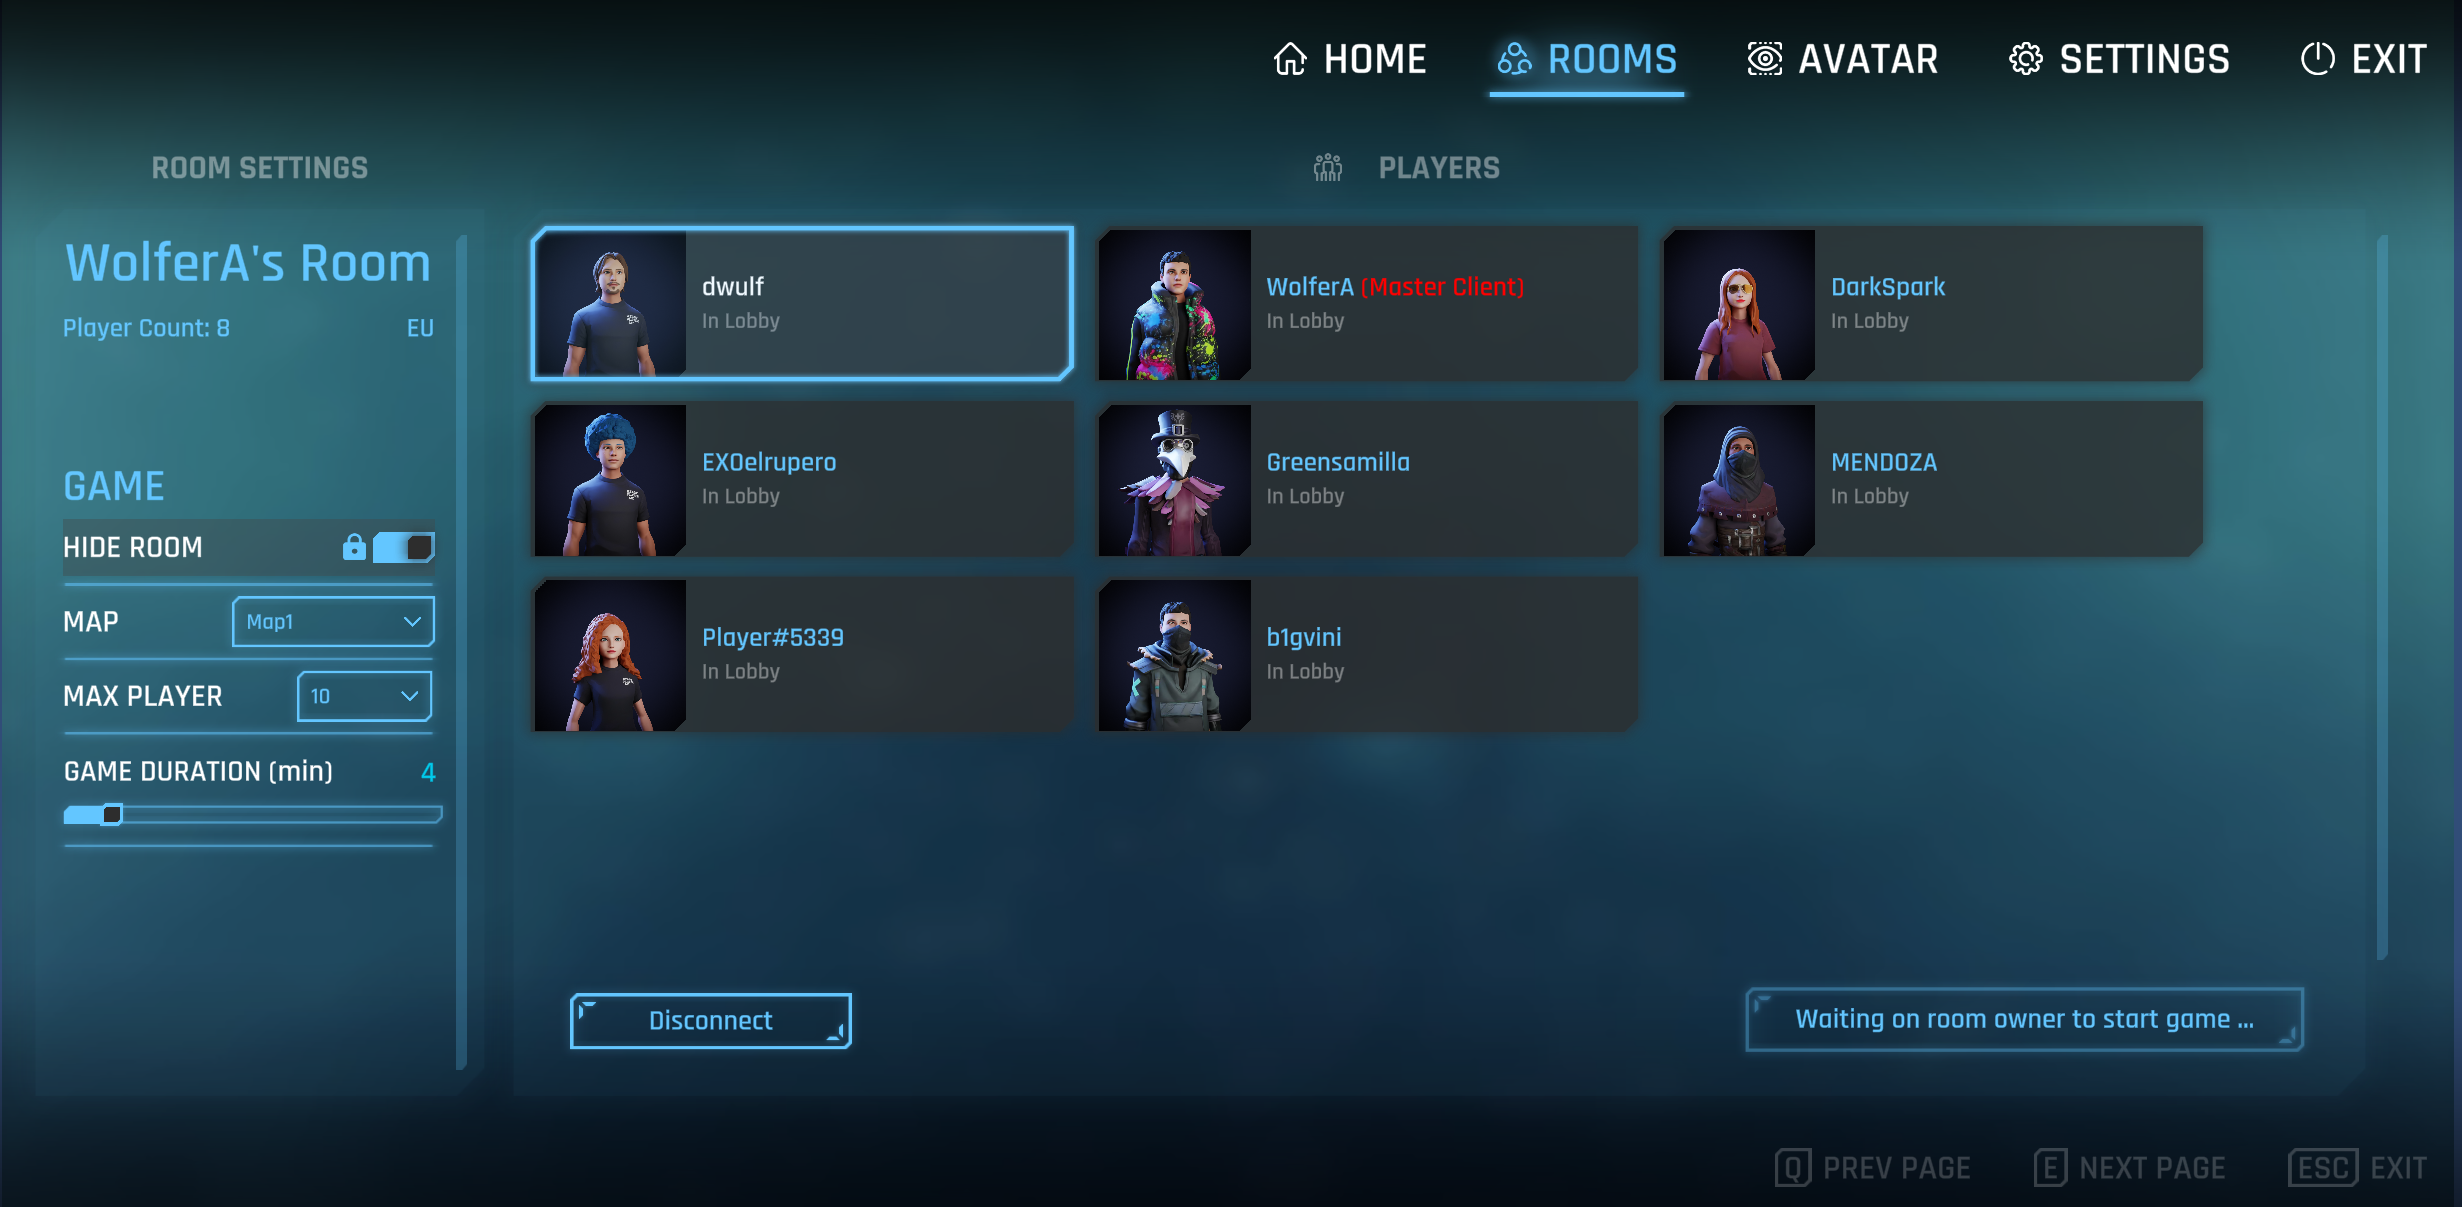 HOME
ROOMS
AVATAR
SETTINGS
EXIT
ROOM SETTINGS
PLAYERS
WolferA's Room
Player Count: 8
EU
GAME
HIDE ROOM
MAP
Map1
MAX PLAYER
10
GAME DURATION (min)
4
dwulf
In Lobby
WolferA (Master Client)
In Lobby
DarkSpark
In Lobby
EXOelrupero
In Lobby
Greensamilla
In Lobby
MENDOZA
In Lobby
Player#5339
In Lobby
b1gvini
In Lobby
Disconnect
Waiting on room owner to start game ...
Q PREV PAGE
E NEXT PAGE
ESC EXIT